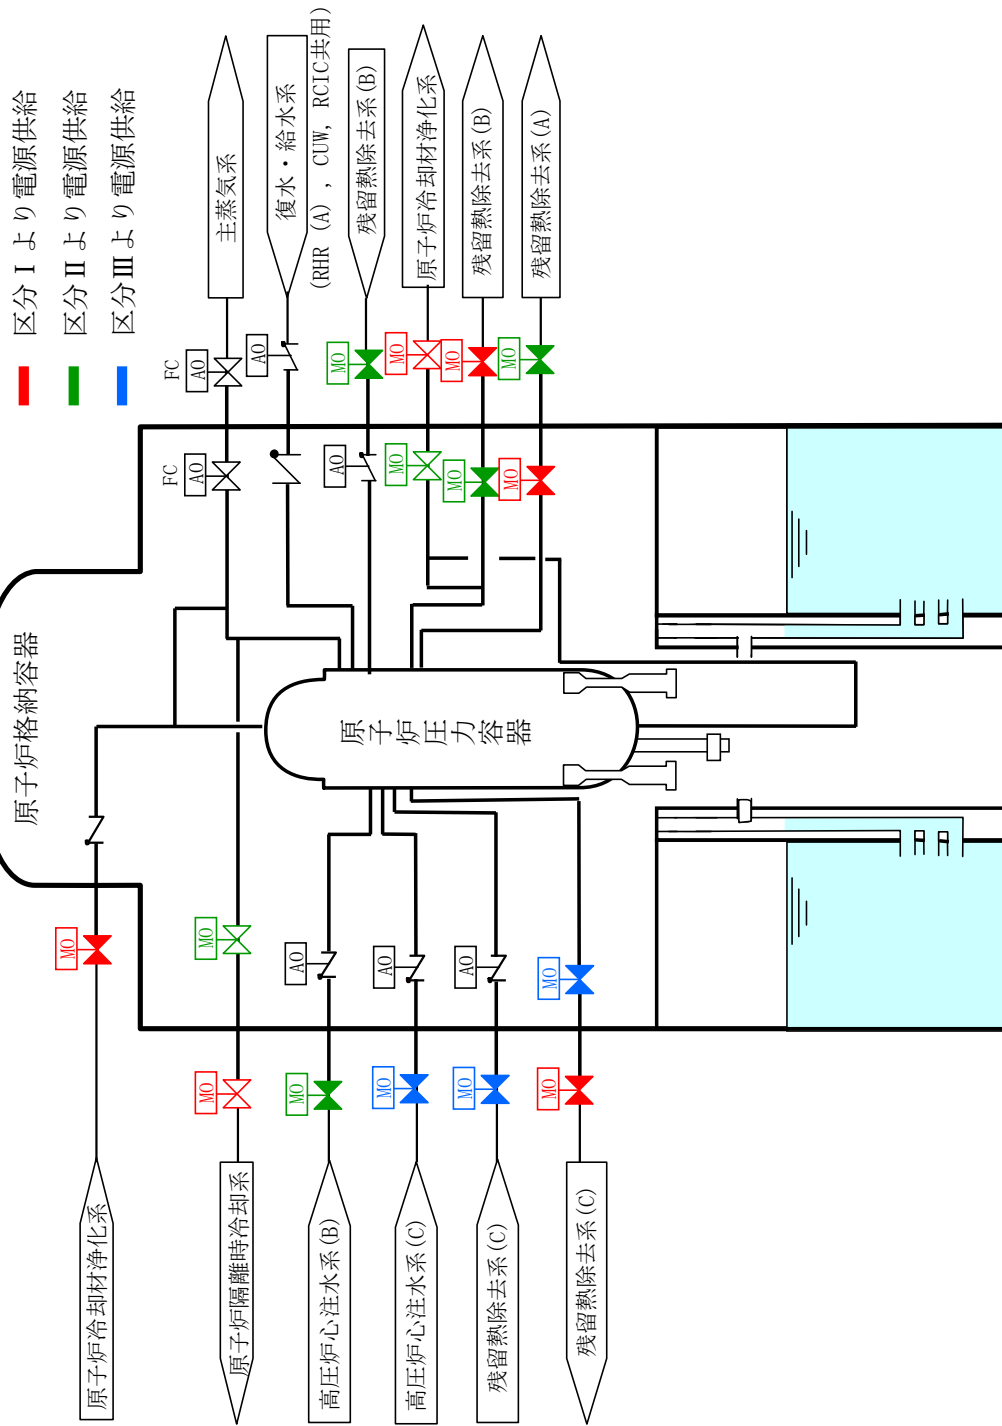 区分Ⅰより電源供給
区分Ⅱより電源供給
区分Ⅲより電源供給
原子炉格納容器
原子炉圧力容器
原子炉冷却材浄化系
MO
原子炉隔離時冷却系
MO
MO
高圧炉心注水系(B)
MO
AO
高圧炉心注水系(C)
MO
AO
残留熱除去系(C)
MO
AO
残留熱除去系(C)
MO
MO
FC
AO
FC
AO
主蒸気系
AO
復水・給水系
(RHR (A) , CUW, RCIC共用)
AO
MO
残留熱除去系(B)
MO
MO
原子炉冷却材浄化系
MO
MO
残留熱除去系(B)
MO
MO
残留熱除去系(A)